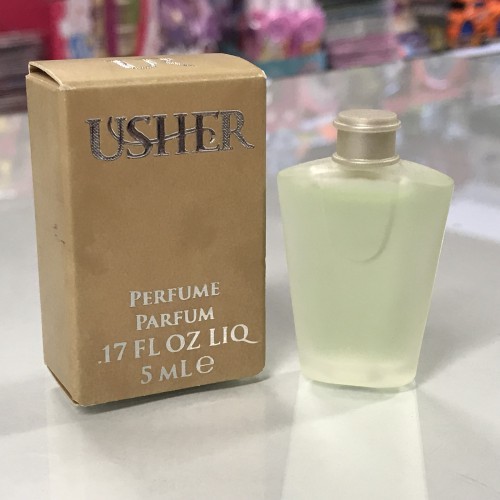 USHER
PERFUME
PARFUM
.17 FL OZ LIQ
5 ML e